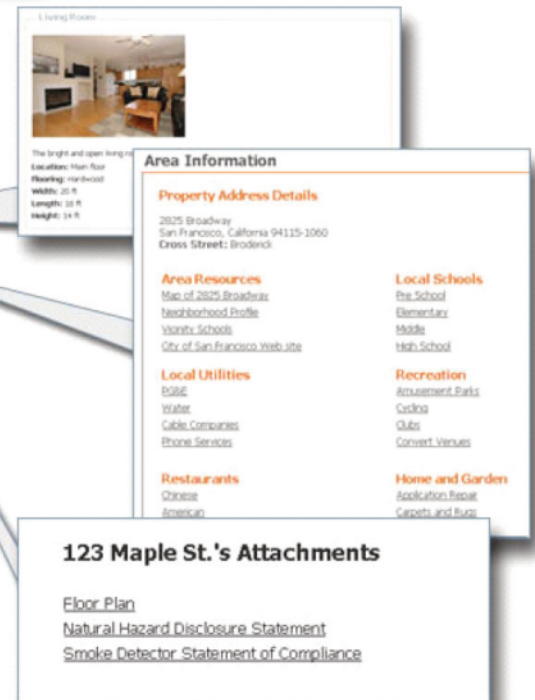 Living Room
The bright and open living ro
Location: Main floor
Flooring: Hardwood
Width: 20 ft
Length: 18 ft
Height: 14 ft
Area Information
Property Address Details
2825 Broadway
San Francisco, California 94115-1060
Cross Street: Broderick
Area Resources
Map of 2825 Broadway
Neighborhood Profile
Vicinity Schools
City of San Francisco Web site
Local Schools
Pre School
Elementary
Middle
High School
Local Utilities
PG&E
Water
Cable Companies
Phone Services
Recreation
Amusement Parks
Cycling
Clubs
Convert Venues
Restaurants
Chinese
American
Home and Garden
Application Repair
Carpets and Rugs
123 Maple St.'s Attachments
Floor Plan
Natural Hazard Disclosure Statement
Smoke Detector Statement of Compliance